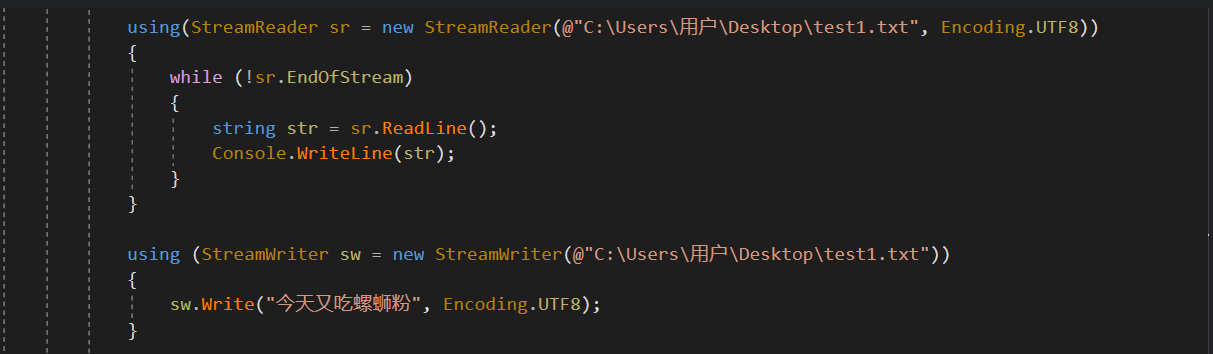 using(StreamReader sr = new StreamReader(@"C:\Users\用户\Desktop\test1.txt", Encoding.UTF8))
{
while (!sr.EndOfStream)
{
string str = sr.ReadLine();
Console.WriteLine(str);
}
}
using (StreamWriter sw = new StreamWriter(@"C:\Users\用户\Desktop\test1.txt"))
{
sw.Write("今天又吃螺蛳粉", Encoding.UTF8);
}